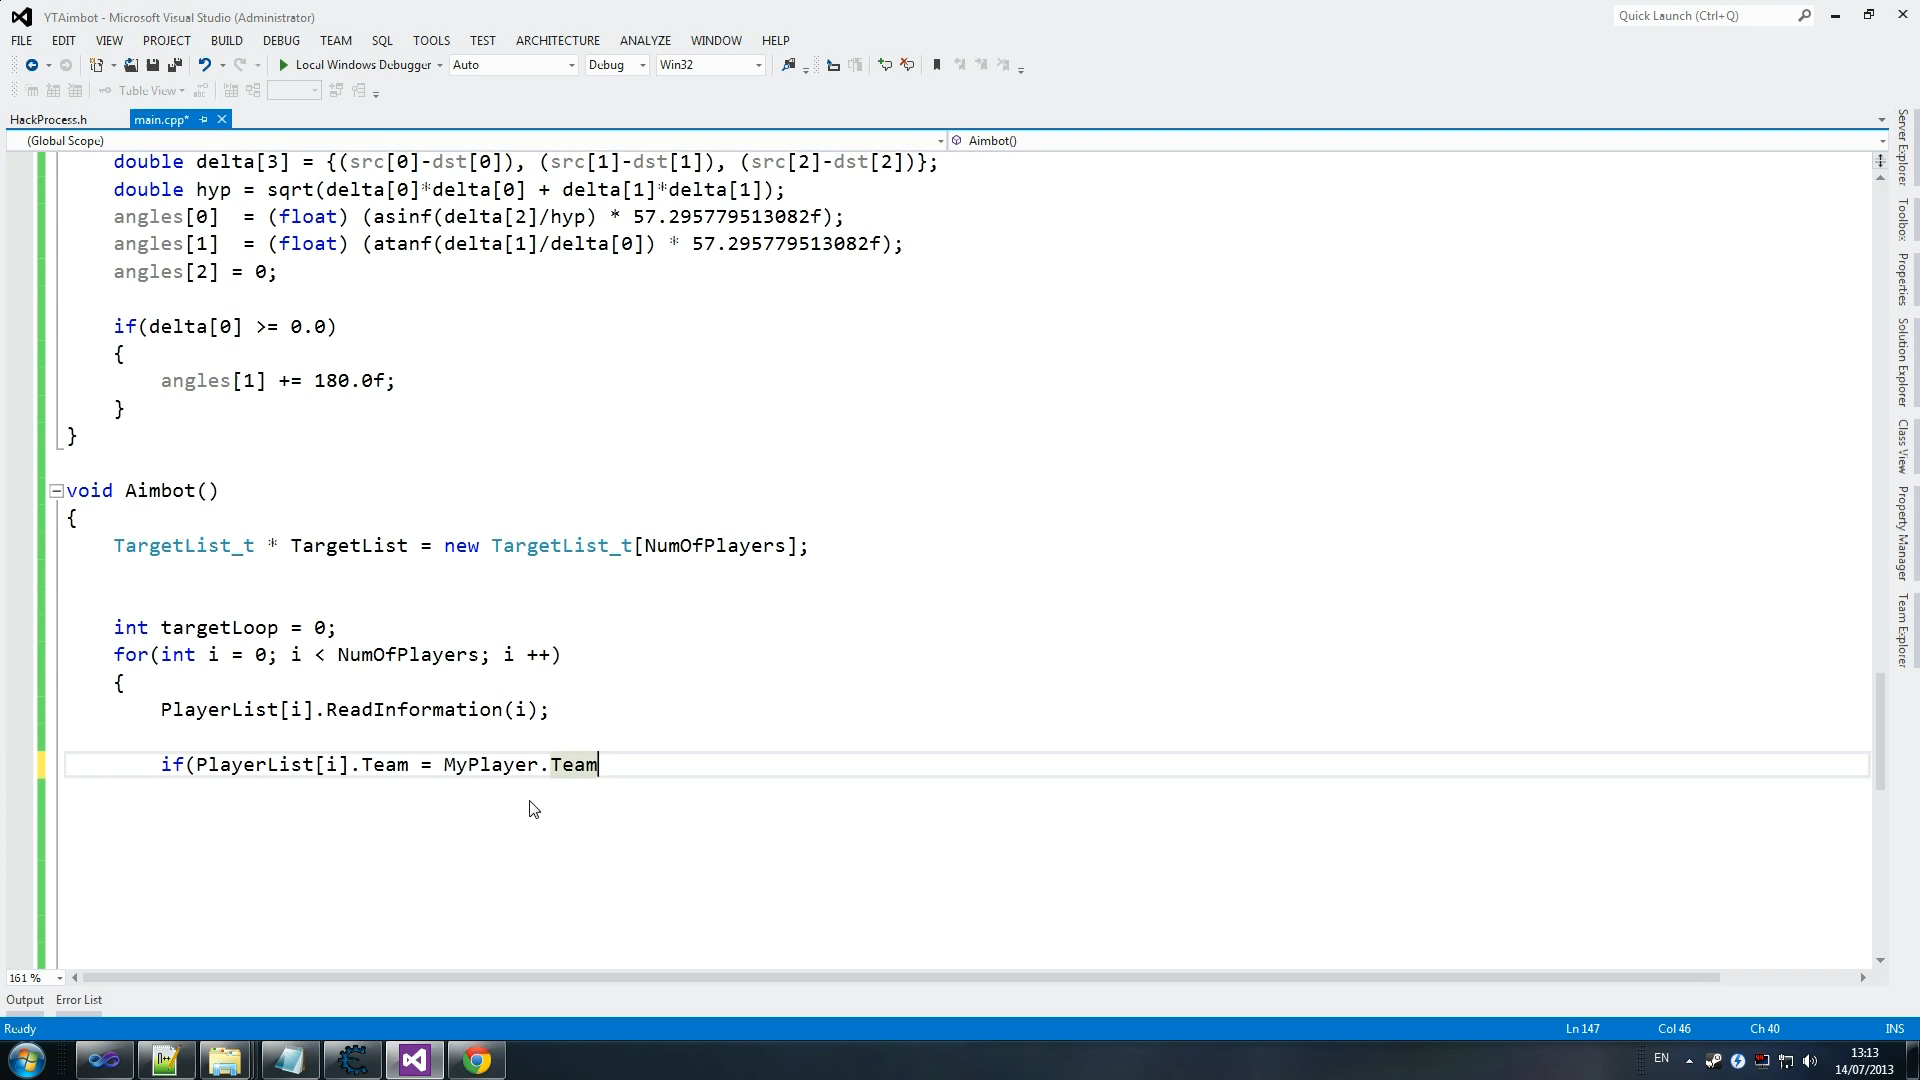 YTAimbot - Microsoft Visual Studio (Administrator)
Quick Launch (Ctrl+Q)
FILE EDIT VIEW PROJECT BUILD DEBUG TEAM SQL TOOLS TEST ARCHITECTURE ANALYZE WINDOW HELP
Local Windows Debugger Auto Debug Win32
Table View
HackProcess.h main.cpp*
(Global Scope) Aimbot()
double delta[3] = {(src[0]-dst[0]), (src[1]-dst[1]), (src[2]-dst[2])};
double hyp = sqrt(delta[0]*delta[0] + delta[1]*delta[1]);
angles[0]  = (float) (asinf(delta[2]/hyp) * 57.295779513082f);
angles[1]  = (float) (atanf(delta[1]/delta[0]) * 57.295779513082f);
angles[2] = 0;
if(delta[0] >= 0.0)
{
angles[1] += 180.0f;
}
}
void Aimbot()
{
TargetList_t * TargetList = new TargetList_t[NumOfPlayers];
int targetLoop = 0;
for(int i = 0; i < NumOfPlayers; i ++)
{
PlayerList[i].ReadInformation(i);
if(PlayerList[i].Team = MyPlayer.Team
Server Explorer
Toolbox
Properties
Solution Explorer
Class View
Property Manager
Team Explorer
161 %
Output Error List
Ready Ln 147 Col 46 Ch 40 INS
EN 13:13
14/07/2013